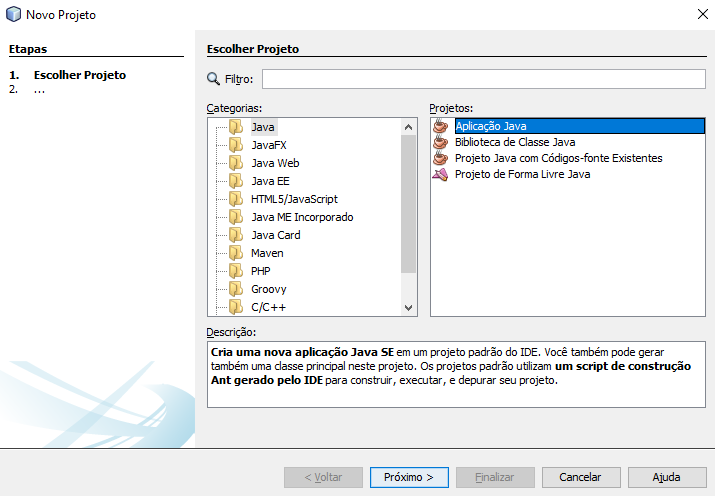 Novo Projeto
Etapas
1. Escolher Projeto
2. ...
Escolher Projeto
Filtro:
Categorias:
Java
JavaFX
Java Web
Java EE
HTML5/JavaScript
Java ME Incorporado
Java Card
Maven
PHP
Groovy
C/C++
Projetos:
Aplicação Java
Biblioteca de Classe Java
Projeto Java com Códigos-fonte Existentes
Projeto de Forma Livre Java
Descrição:
Cria uma nova aplicação Java SE em um projeto padrão do IDE. Você também pode gerar
também uma classe principal neste projeto. Os projetos padrão utilizam um script de construção
Ant gerado pelo IDE para construir, executar, e depurar seu projeto.
< Voltar
Próximo >
Finalizar
Cancelar
Ajuda